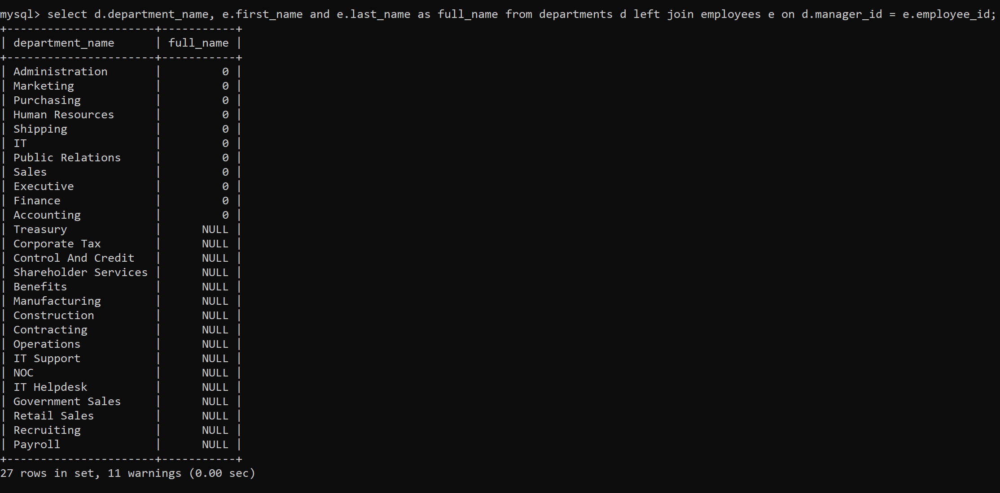 mysql> select d.department_name, e.first_name and e.last_name as full_name from departments d left join employees e on d.manager_id = e.employee_id;
+----------------------+-----------+
| department_name      | full_name |
+----------------------+-----------+
| Administration       |         0 |
| Marketing            |         0 |
| Purchasing           |         0 |
| Human Resources      |         0 |
| Shipping             |         0 |
| IT                   |         0 |
| Public Relations     |         0 |
| Sales                |         0 |
| Executive            |         0 |
| Finance              |         0 |
| Accounting           |         0 |
| Treasury             |      NULL |
| Corporate Tax        |      NULL |
| Control And Credit   |      NULL |
| Shareholder Services |      NULL |
| Benefits             |      NULL |
| Manufacturing        |      NULL |
| Construction         |      NULL |
| Contracting          |      NULL |
| Operations           |      NULL |
| IT Support           |      NULL |
| NOC                  |      NULL |
| IT Helpdesk          |      NULL |
| Government Sales     |      NULL |
| Retail Sales         |      NULL |
| Recruiting           |      NULL |
| Payroll              |      NULL |
+----------------------+-----------+
27 rows in set, 11 warnings (0.00 sec)